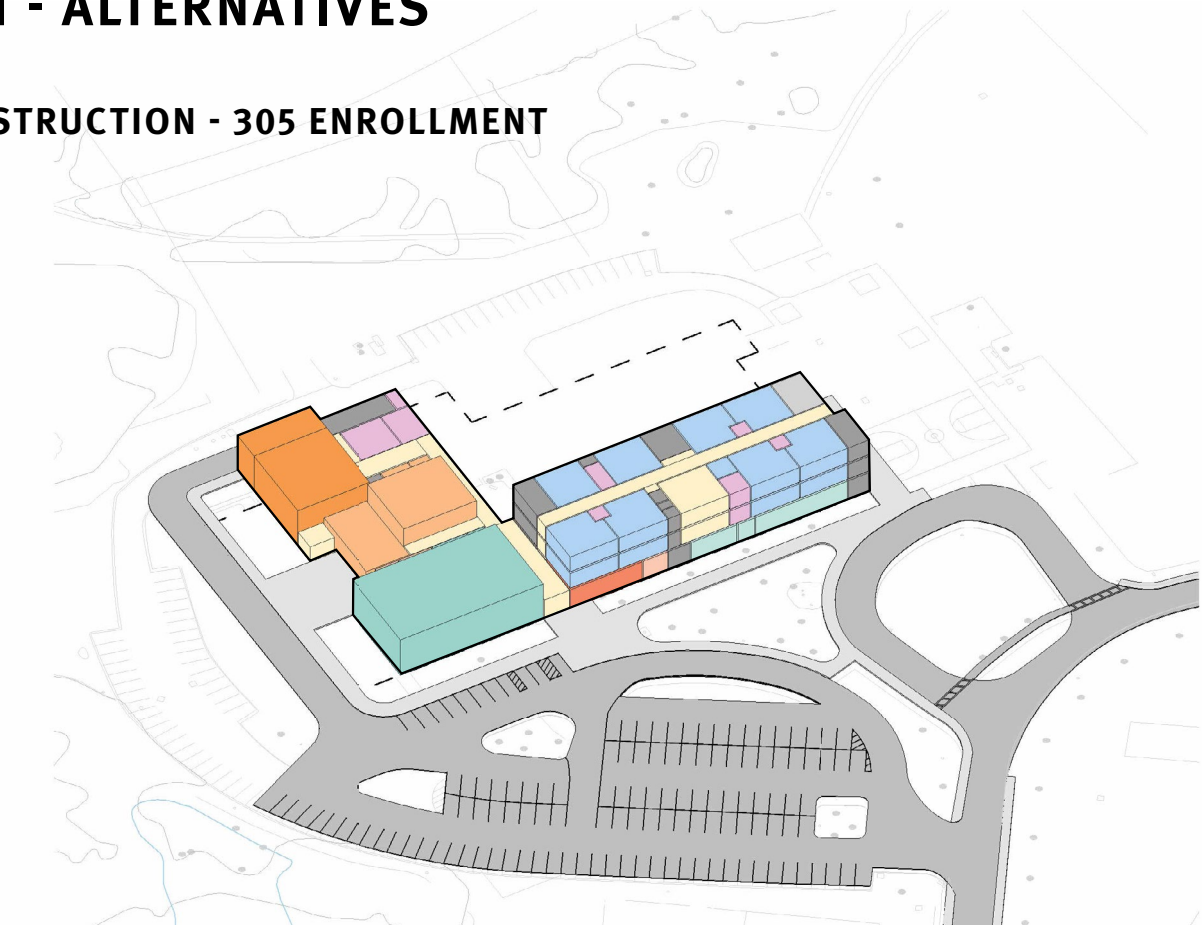 - ALTERNATIVES
STRUCTION - 305 ENROLLMENT